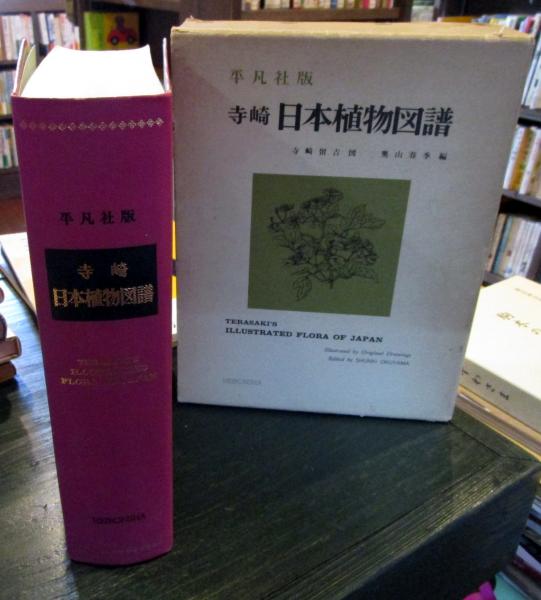 平凡社版
寺崎
日本植物図譜
TERASAKI'S
ILLUSTRATED
FLORA OF JAPAN
HEIBONSHA
平凡社版
寺崎 日本植物図譜
寺崎留吉図 奥山春季編
TERASAKI'S
ILLUSTRATED FLORA OF JAPAN
Illustrated by Original Drawings
Edited by SHUNKI OKUYAMA
HEIBONSHA